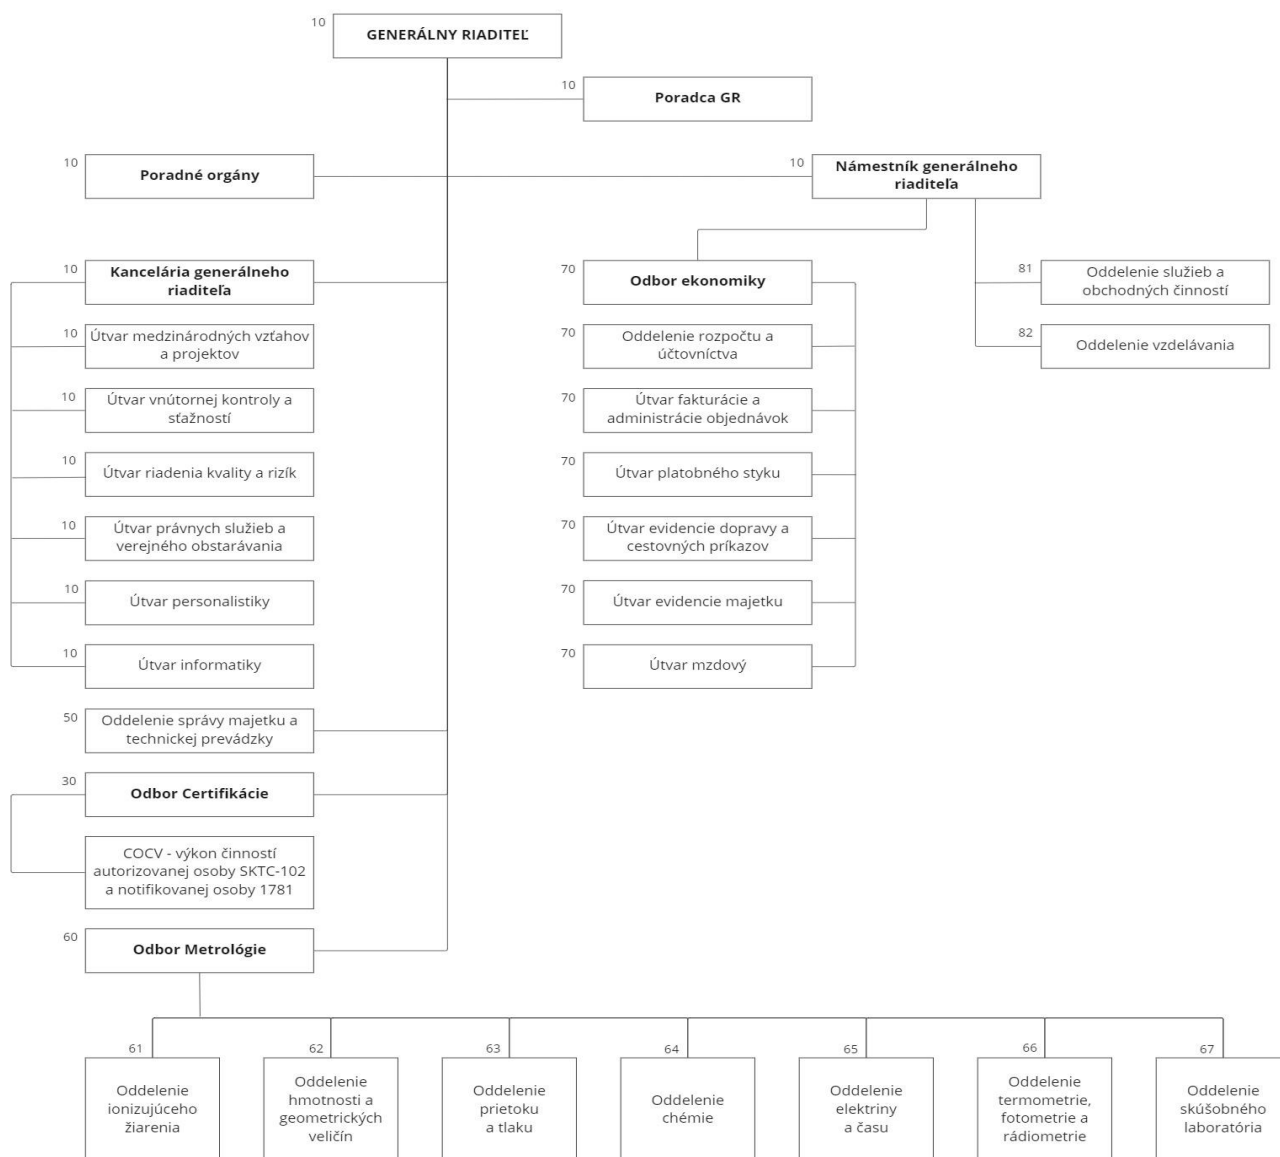 10
GENERÁLNY RIADITEĽ
10
Poradca GR
10
Poradné orgány
10
Námestník generálneho
riaditeľa
10
Kancelária generálneho
riaditeľa
10
Útvar medzinárodných vzťahov
a projektov
10
Útvar vnútornej kontroly a
sťažností
10
Útvar riadenia kvality a rizík
10
Útvar právnych služieb a
verejného obstarávania
10
Útvar personalistiky
10
Útvar informatiky
50
Oddelenie správy majetku a
technickej prevádzky
30
Odbor Certifikácie
COCV - výkon činností
autorizovanej osoby SKTC-102
a notifikovanej osoby 1781
60
Odbor Metrológie
70
Odbor ekonomiky
70
Oddelenie rozpočtu a
účtovníctva
70
Útvar fakturácie a
administrácie objednávok
70
Útvar platobného styku
70
Útvar evidencie dopravy a
cestovných príkazov
70
Útvar evidencie majetku
70
Útvar mzdový
81
Oddelenie služieb a
obchodných činností
82
Oddelenie vzdelávania
61
Oddelenie
ionizujúceho
žiarenia
62
Oddelenie
hmotnosti a
geometrických
veličín
63
Oddelenie
prietoku
a tlaku
64
Oddelenie
chémie
65
Oddelenie
elektriny
a času
66
Oddelenie
termometrie,
fotometrie a
rádiometrie
67
Oddelenie
skúšobného
laboratória